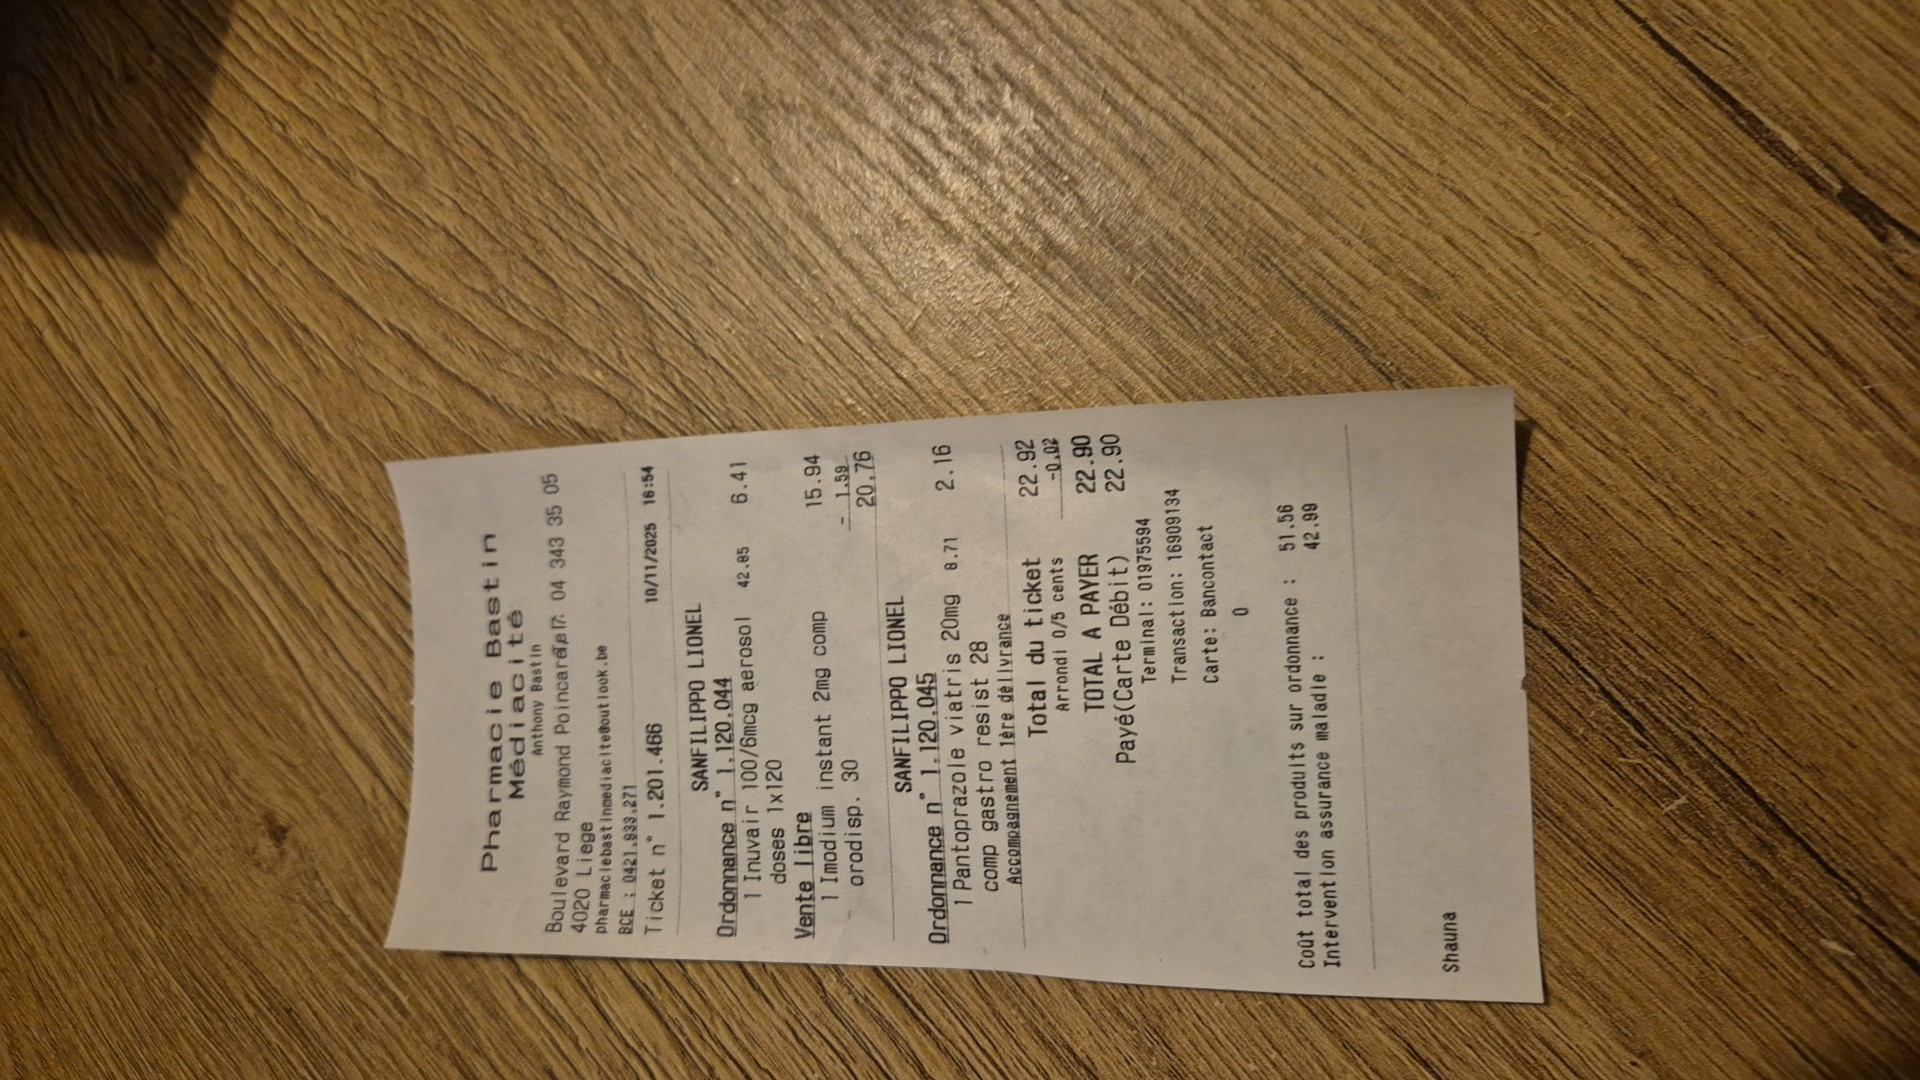 Pharmacie Bastin
Médiacité
Anthony Bastin
Boulevard Raymond 04 343 35 05
4020 Liege
pharmaciebastinmediacite@outlook.be
BCE : 0421.933.271
Ticket n° 1.201.466 10/11/2025 16:54
SANFILIPPO LIONEL
Ordonnance n° 1.120.044
1 Inuvair 100/6mcg aerosol 42.85 6.41
doses 1x120
Vente libre
1 Imodium instant 2mg comp 15.94
orodisp. 30 - 1.59
20.76
SANFILIPPO LIONEL
Ordonnance n° 1.120.045
1 Pantoprazole viatris 20mg 8.71 2.16
comp gastro resist 28
Accompagnement 1ère délivrance
Total du ticket 22.92
Arrondi 0/5 cents -0.02
TOTAL A PAYER 22.90
Payé(Carte Débit) 22.90
Terminal: 01975594
Transaction: 16909134
Carte: Bancontact
0
Coût total des produits sur ordonnance : 51.56
Intervention assurance maladie : 42.99
Shauna